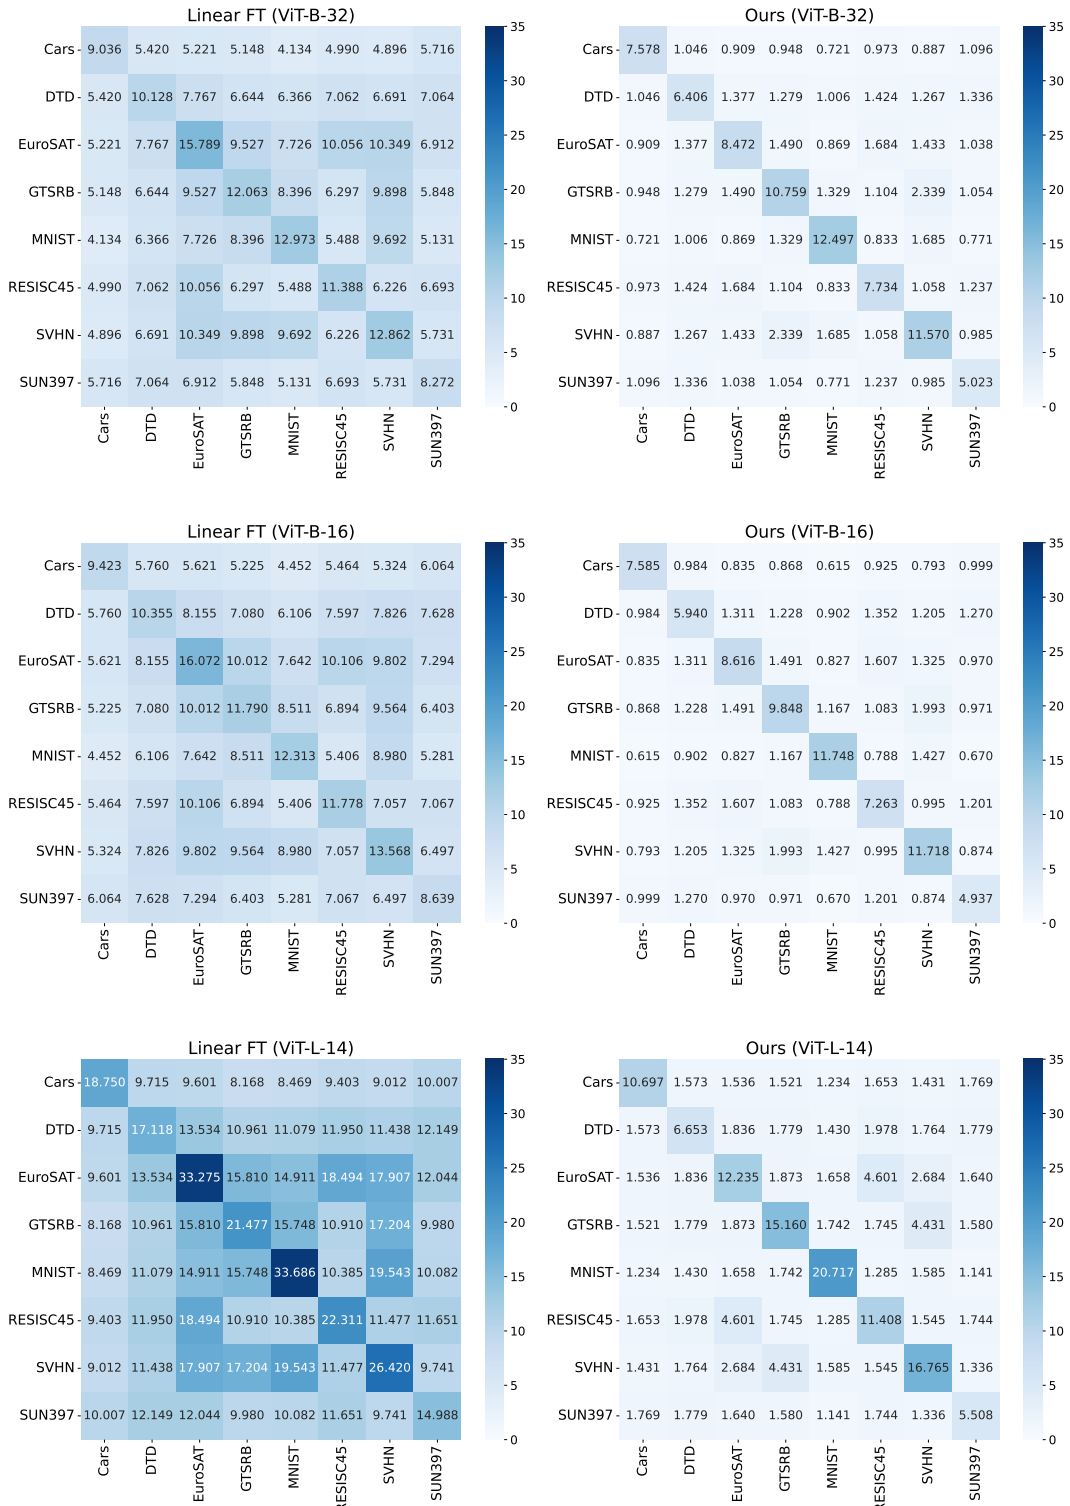 Linear FT (ViT-B-32)
Cars 9.036 5.420 5.221 5.148 4.134 4.990 4.896 5.716
DTD 5.420 10.128 7.767 6.644 6.366 7.062 6.691 7.064
EuroSAT 5.221 7.767 15.789 9.527 7.726 10.056 10.349 6.912
GTSRB 5.148 6.644 9.527 12.063 8.396 6.297 9.898 5.848
MNIST 4.134 6.366 7.726 8.396 12.973 5.488 9.692 5.131
RESISC45 4.990 7.062 10.056 6.297 5.488 11.388 6.226 6.693
SVHN 4.896 6.691 10.349 9.898 9.692 6.226 12.862 5.731
SUN397 5.716 7.064 6.912 5.848 5.131 6.693 5.731 8.272
Cars DTD EuroSAT GTSRB MNIST RESISC45 SVHN SUN397
35
30
25
20
15
10
5
0
Ours (ViT-B-32)
Cars 7.578 1.046 0.909 0.948 0.721 0.973 0.887 1.096
DTD 1.046 6.406 1.377 1.279 1.006 1.424 1.267 1.336
EuroSAT 0.909 1.377 8.472 1.490 0.869 1.684 1.433 1.038
GTSRB 0.948 1.279 1.490 10.759 1.329 1.104 2.339 1.054
MNIST 0.721 1.006 0.869 1.329 12.497 0.833 1.685 0.771
RESISC45 0.973 1.424 1.684 1.104 0.833 7.734 1.058 1.237
SVHN 0.887 1.267 1.433 2.339 1.685 1.058 11.570 0.985
SUN397 1.096 1.336 1.038 1.054 0.771 1.237 0.985 5.023
Cars DTD EuroSAT GTSRB MNIST RESISC45 SVHN SUN397
35
30
25
20
15
10
5
0
Linear FT (ViT-B-16)
Cars 9.423 5.760 5.621 5.225 4.452 5.464 5.324 6.064
DTD 5.760 10.355 8.155 7.080 6.106 7.597 7.826 7.628
EuroSAT 5.621 8.155 16.072 10.012 7.642 10.106 9.802 7.294
GTSRB 5.225 7.080 10.012 11.790 8.511 6.894 9.564 6.403
MNIST 4.452 6.106 7.642 8.511 12.313 5.406 8.980 5.281
RESISC45 5.464 7.597 10.106 6.894 5.406 11.778 7.057 7.067
SVHN 5.324 7.826 9.802 9.564 8.980 7.057 13.568 6.497
SUN397 6.064 7.628 7.294 6.403 5.281 7.067 6.497 8.639
Cars DTD EuroSAT GTSRB MNIST RESISC45 SVHN SUN397
35
30
25
20
15
10
5
0
Ours (ViT-B-16)
Cars 7.585 0.984 0.835 0.868 0.615 0.925 0.793 0.999
DTD 0.984 5.940 1.311 1.228 0.902 1.352 1.205 1.270
EuroSAT 0.835 1.311 8.616 1.491 0.827 1.607 1.325 0.970
GTSRB 0.868 1.228 1.491 9.848 1.167 1.083 1.993 0.971
MNIST 0.615 0.902 0.827 1.167 11.748 0.788 1.427 0.670
RESISC45 0.925 1.352 1.607 1.083 0.788 7.263 0.995 1.201
SVHN 0.793 1.205 1.325 1.993 1.427 0.995 11.718 0.874
SUN397 0.999 1.270 0.970 0.971 0.670 1.201 0.874 4.937
Cars DTD EuroSAT GTSRB MNIST RESISC45 SVHN SUN397
35
30
25
20
15
10
5
0
Linear FT (ViT-L-14)
Cars 18.750 9.715 9.601 8.168 8.469 9.403 9.012 10.007
DTD 9.715 17.118 13.534 10.961 11.079 11.950 11.438 12.149
EuroSAT 9.601 13.534 33.275 15.810 14.911 18.494 17.907 12.044
GTSRB 8.168 10.961 15.810 21.477 15.748 10.910 17.204 9.980
MNIST 8.469 11.079 14.911 15.748 33.686 10.385 19.543 10.082
RESISC45 9.403 11.950 18.494 10.910 10.385 22.311 11.477 11.651
SVHN 9.012 11.438 17.907 17.204 19.543 11.477 26.420 9.741
SUN397 10.007 12.149 12.044 9.980 10.082 11.651 9.741 14.988
Cars DTD EuroSAT GTSRB MNIST RESISC45 SVHN SUN397
35
30
25
20
15
10
5
0
Ours (ViT-L-14)
Cars 10.697 1.573 1.536 1.521 1.234 1.653 1.431 1.769
DTD 1.573 6.653 1.836 1.779 1.430 1.978 1.764 1.779
EuroSAT 1.536 1.836 12.235 1.873 1.658 4.601 2.684 1.640
GTSRB 1.521 1.779 1.873 15.160 1.742 1.745 4.431 1.580
MNIST 1.234 1.430 1.658 1.742 20.717 1.285 1.585 1.141
RESISC45 1.653 1.978 4.601 1.745 1.285 11.408 1.545 1.744
SVHN 1.431 1.764 2.684 4.431 1.585 1.545 16.765 1.336
SUN397 1.769 1.779 1.640 1.580 1.141 1.744 1.336 5.508
Cars DTD EuroSAT GTSRB MNIST RESISC45 SVHN SUN397
35
30
25
20
15
10
5
0